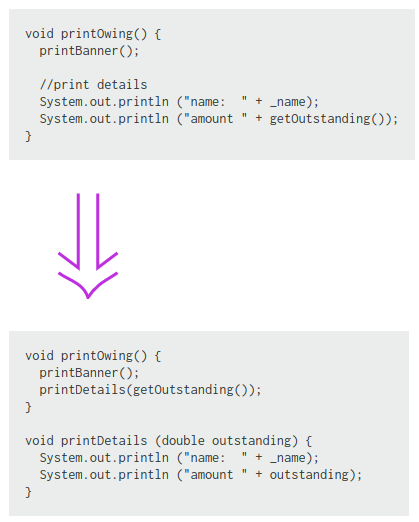 void printOwing() {
  printBanner();

  //print details
  System.out.println ("name:  " + _name);
  System.out.println ("amount " + getOutstanding());
}

void printOwing() {
  printBanner();
  printDetails(getOutstanding());
}

void printDetails (double outstanding) {
  System.out.println ("name:  " + _name);
  System.out.println ("amount " + outstanding);
}